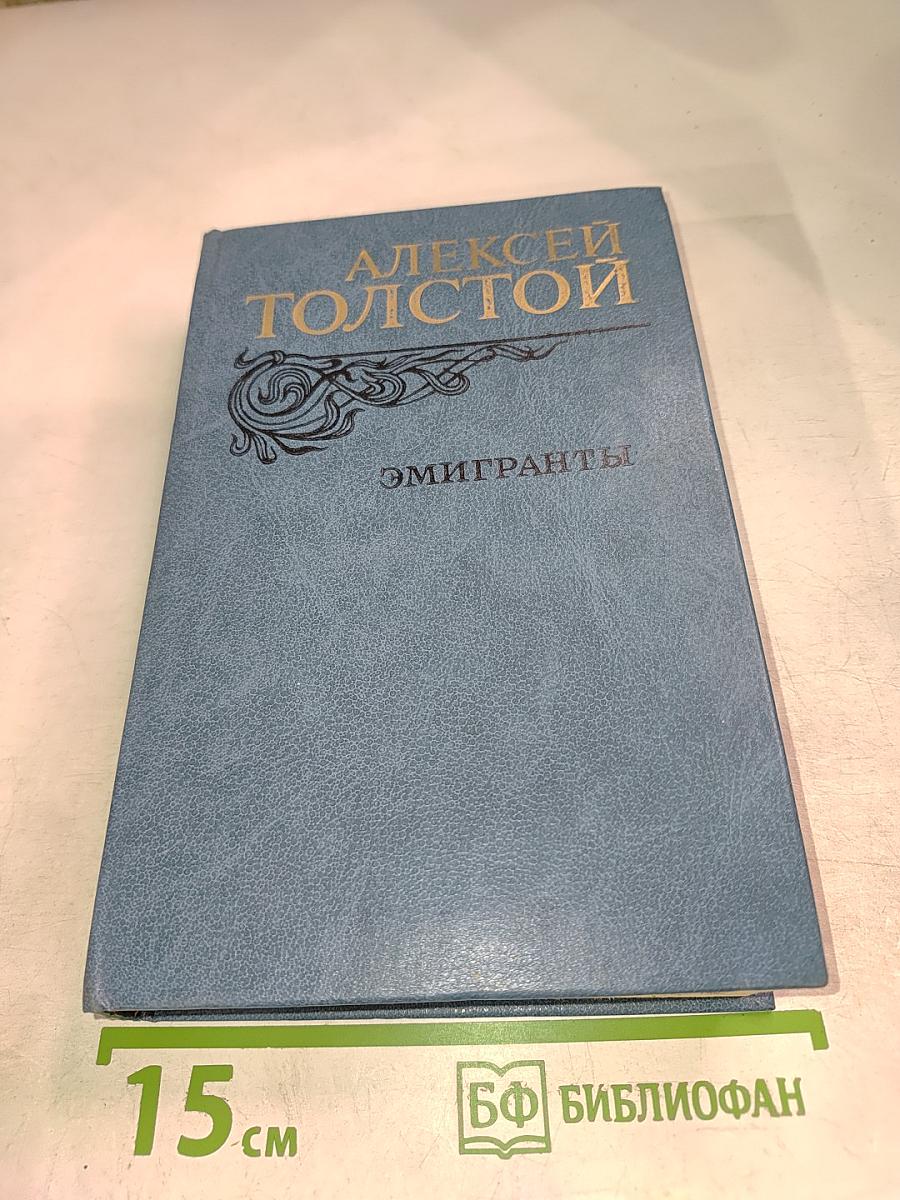 АЛЕКСЕЙ
ТОЛСТОЙ
ЭМИГРАНТЫ
15 см
БФ БИБЛИОФАН